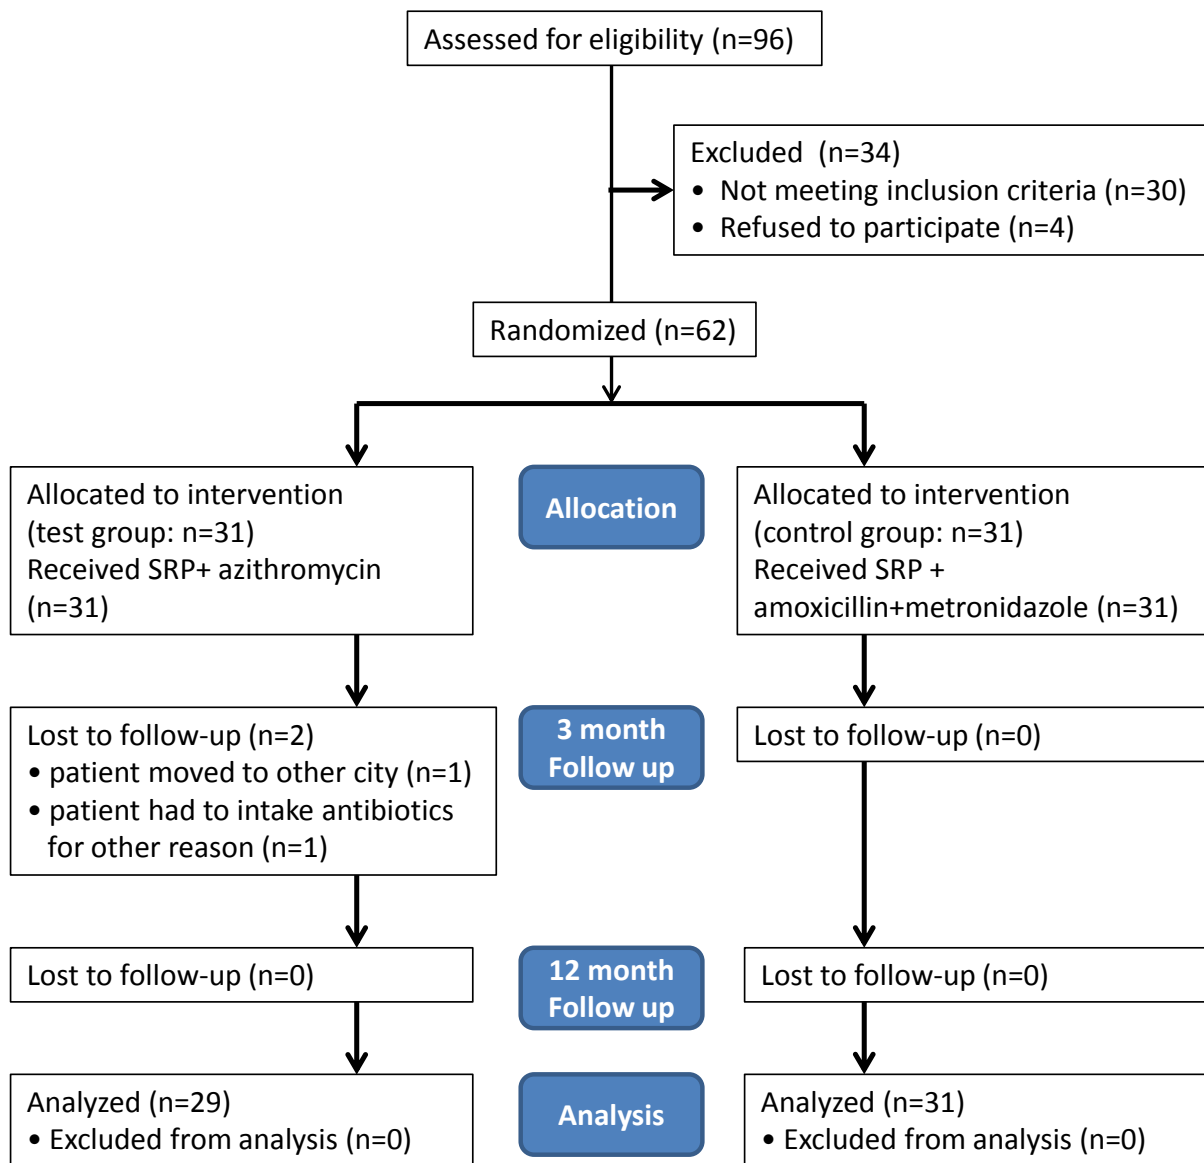 Assessed for eligibility (n=96)
Excluded (n=34)
• Not meeting inclusion criteria (n=30)
• Refused to participate (n=4)
Randomized (n=62)
Allocated to intervention
(test group: n=31)
Received SRP+ azithromycin
(n=31)
Allocation
Allocated to intervention
(control group: n=31)
Received SRP +
amoxicillin+metronidazole (n=31)
Lost to follow-up (n=2)
• patient moved to other city (n=1)
• patient had to intake antibiotics
for other reason (n=1)
3 month
Follow up
Lost to follow-up (n=0)
Lost to follow-up (n=0)
12 month
Follow up
Lost to follow-up (n=0)
Analyzed (n=29)
• Excluded from analysis (n=0)
Analysis
Analyzed (n=31)
• Excluded from analysis (n=0)